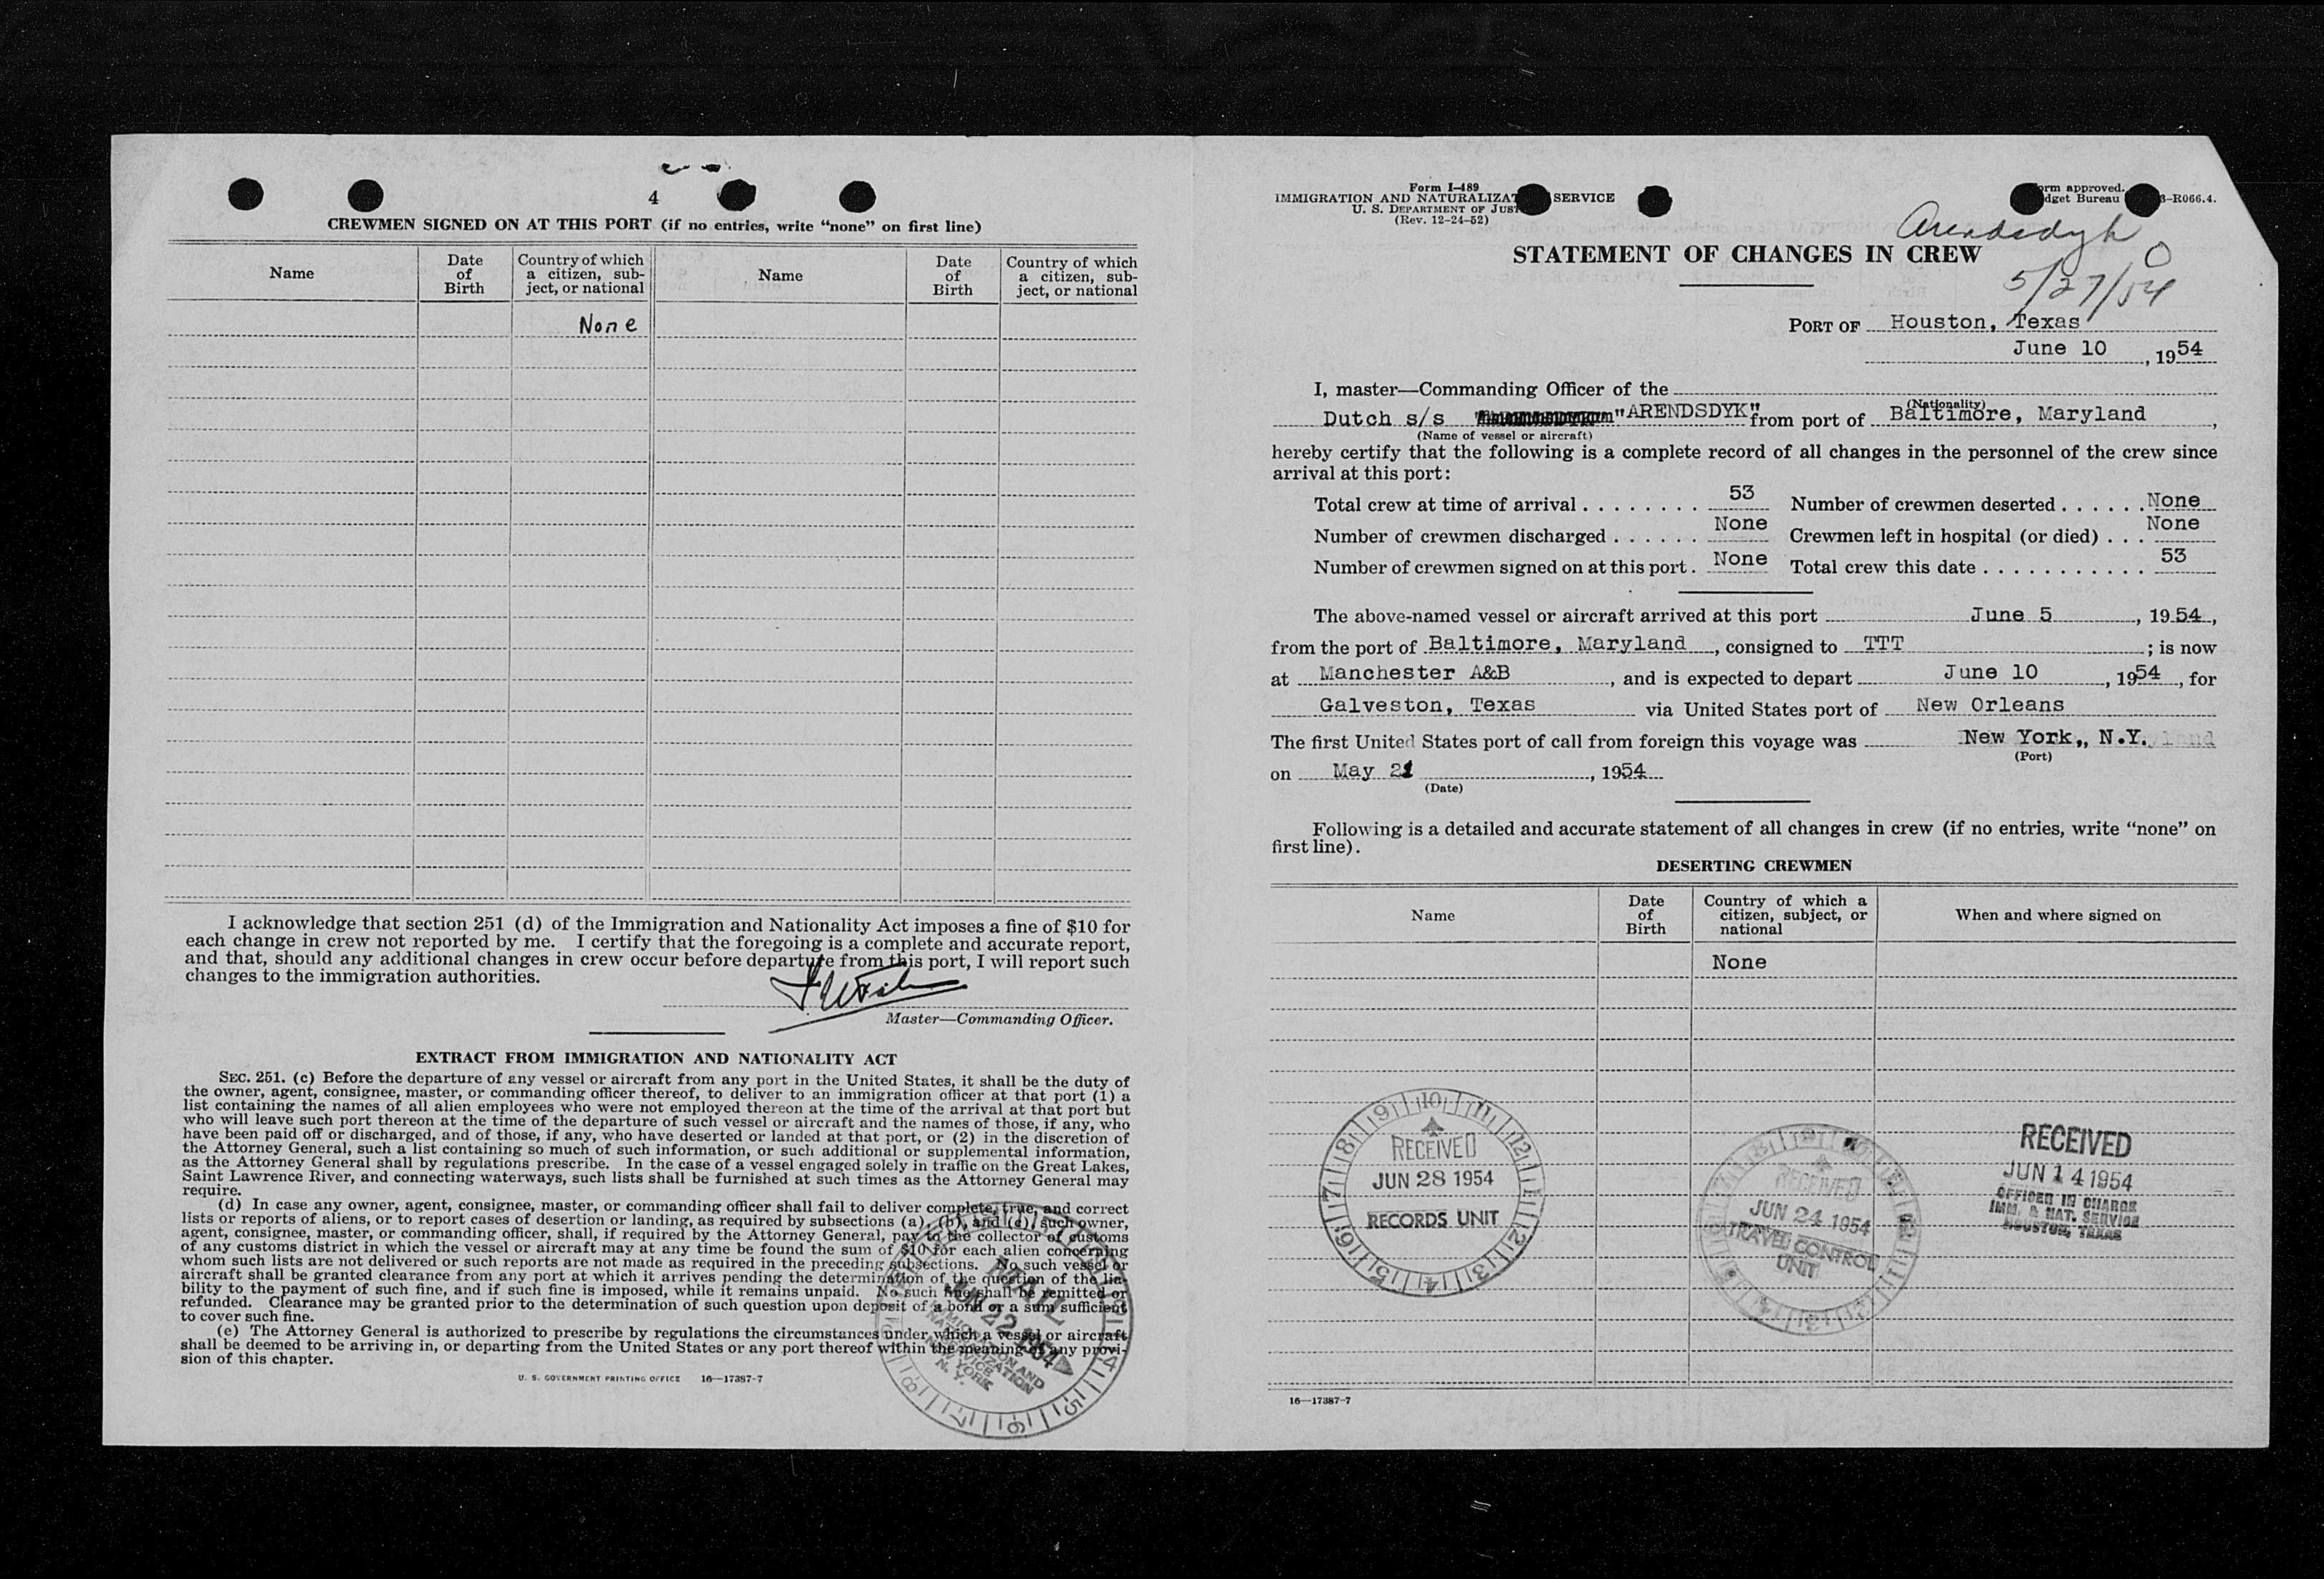 4
CREWMEN SIGNED ON AT THIS PORT (if no entries, write “none” on first line)
Name
Date of Birth
Country of which a citizen, subject, or national
Name
Date of Birth
Country of which a citizen, subject, or national
None
I acknowledge that section 251 (d) of the Immigration and Nationality Act imposes a fine of $10 for
each change in crew not reported by me. I certify that the foregoing is a complete and accurate report,
and that, should any additional changes in crew occur before departure from this port, I will report such
changes to the immigration authorities.
Master—Commanding Officer.
EXTRACT FROM IMMIGRATION AND NATIONALITY ACT
SEC. 251. (c) Before the departure of any vessel or aircraft from any port in the United States, it shall be the duty of
the owner, agent, consignee, master, or commanding officer thereof, to deliver to an immigration officer at that port (1) a
list containing the names of all alien employees who were not employed thereon at the time of the arrival at that port but
who will leave such port thereon at the time of the departure of such vessel or aircraft and the names of those, if any, who
have been paid off or discharged, and of those, if any, who have deserted or landed at that port, or (2) in the discretion of
the Attorney General, such a list containing so much of such information, or such additional or supplemental information,
as the Attorney General shall by regulations prescribe. In the case of a vessel engaged solely in traffic on the Great Lakes,
Saint Lawrence River, and connecting waterways, such lists shall be furnished at such times as the Attorney General may
require.
(d) In case any owner, agent, consignee, master, or commanding officer shall fail to deliver complete, true, and correct
lists or reports of aliens, or to report cases of desertion or landing, as required by subsections (a), (b), and (c), such owner,
agent, consignee, master, or commanding officer, shall, if required by the Attorney General, pay to the collector of customs
of any customs district in which the vessel or aircraft may at any time be found the sum of $10 for each alien concerning
whom such lists are not delivered or such reports are not made as required in the preceding subsections. No such vessel or
aircraft shall be granted clearance from any port at which it arrives pending the determination of the question of the lia-
bility to the payment of such fine, and if such fine is imposed, while it remains unpaid. No such fine shall be remitted or
refunded. Clearance may be granted prior to the determination of such question upon deposit of a bond or a sum sufficient
to cover such fine.
(e) The Attorney General is authorized to prescribe by regulations the circumstances under which a vessel or aircraft
shall be deemed to be arriving in, or departing from the United States or any port thereof within the meaning of any provi-
sion of this chapter.
MAIL
JUN 22 1954
IMMIGRATION AND
NATURALIZATION
SERVICE
NEW YORK
N. Y.
U. S. GOVERNMENT PRINTING OFFICE 16—17387-7
Form I-489
IMMIGRATION AND NATURALIZAT SERVICE
U. S. DEPARTMENT OF JUST
(Rev. 12-24-52)
orm approved.
dget Bureau 3-R066.4.
Arendsdyk
5/27/54
STATEMENT OF CHANGES IN CREW
PORT OF Houston, Texas
June 10, 1954
I, master—Commanding Officer of the
(Nationality)
Dutch s/s "ARENDSDYK" from port of Baltimore, Maryland,
(Name of vessel or aircraft)
hereby certify that the following is a complete record of all changes in the personnel of the crew since
arrival at this port:
Total crew at time of arrival . . . . . . . . 53 Number of crewmen deserted . . . . . . None
Number of crewmen discharged . . . . . . None Crewmen left in hospital (or died) . . . None
Number of crewmen signed on at this port . None Total crew this date . . . . . . . . . . . 53
The above-named vessel or aircraft arrived at this port June 5, 1954,
from the port of Baltimore, Maryland, consigned to TTT; is now
at Manchester A&B, and is expected to depart June 10, 1954, for
Galveston, Texas via United States port of New Orleans
The first United States port of call from foreign this voyage was New York,, N.Y.
(Port)
on May 21, 1954
(Date)
Following is a detailed and accurate statement of all changes in crew (if no entries, write “none” on
first line).
DESERTING CREWMEN
Name
Date of Birth
Country of which a citizen, subject, or national
When and where signed on
None
RECEIVED
JUN 28 1954
RECORDS UNIT
RECEIVED
JUN 24 1954
TRAVEL CONTROL
UNIT
RECEIVED
JUN 14 1954
OFFICER IN CHARGE
IMM. & NAT. SERVICE
HOUSTON, TEXAS
16—17387-7